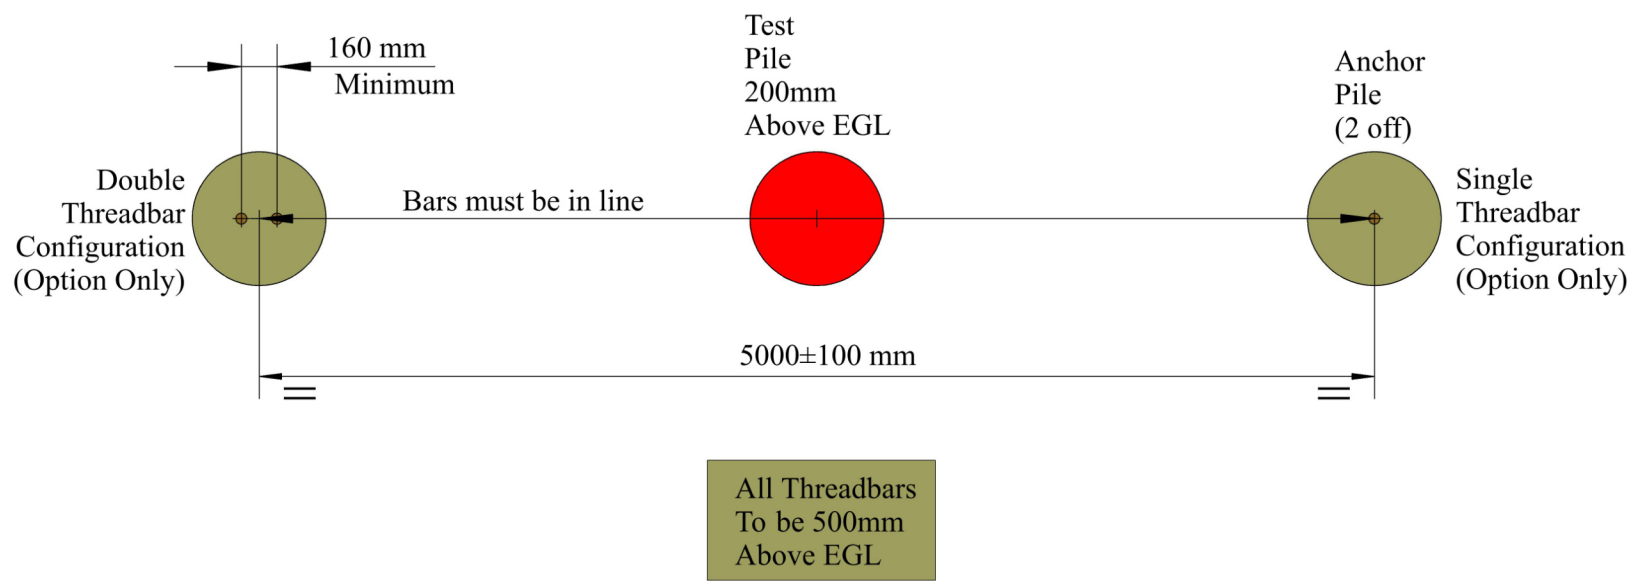 160 mm
Minimum
Test
Pile
200mm
Above EGL
Anchor
Pile
(2 off)
Double
Threadbar
Configuration
(Option Only)
Bars must be in line
Single
Threadbar
Configuration
(Option Only)
5000±100 mm
All Threadbars
To be 500mm
Above EGL